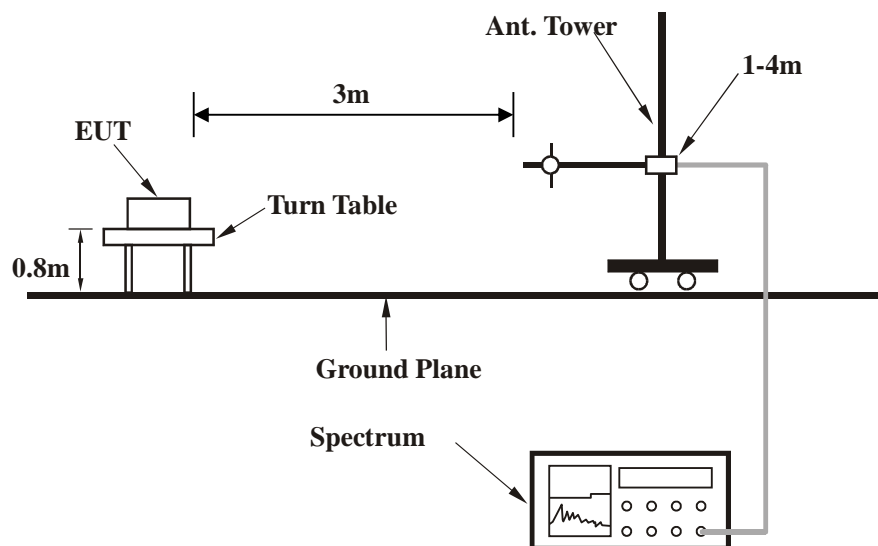 Ant. Tower
1-4m
3m
EUT
Turn Table
0.8m
Ground Plane
Spectrum